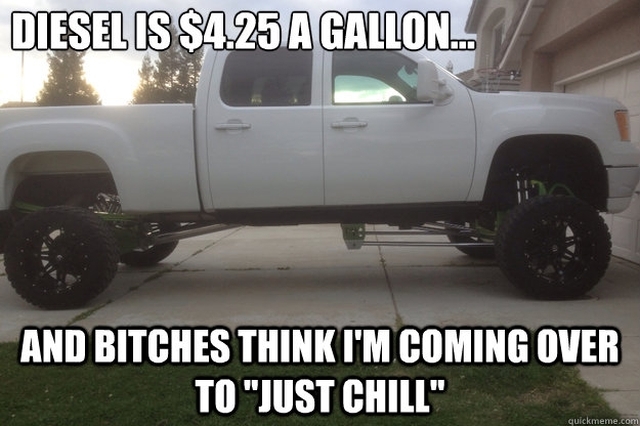 DIESEL IS $4.25 A GALLON...
AND BITCHES THINK I'M COMING OVER
TO "JUST CHILL"
quickmeme.com